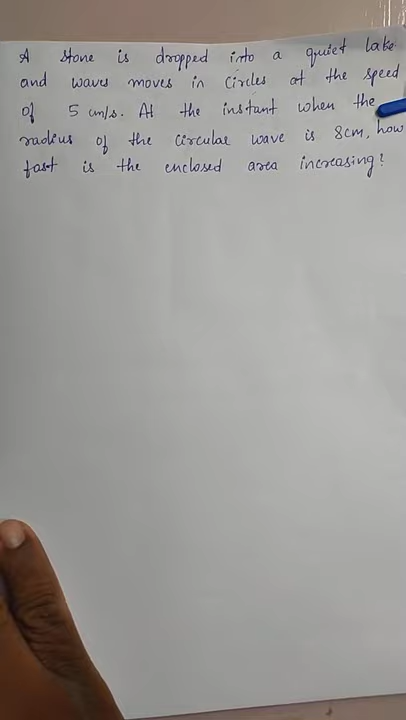 A stone is dropped into a quiet lake
and waves moves in circles at the speed
of 5 cm/s. At the instant when the
radius of the circular wave is 8cm, how
fast is the enclosed area increasing?